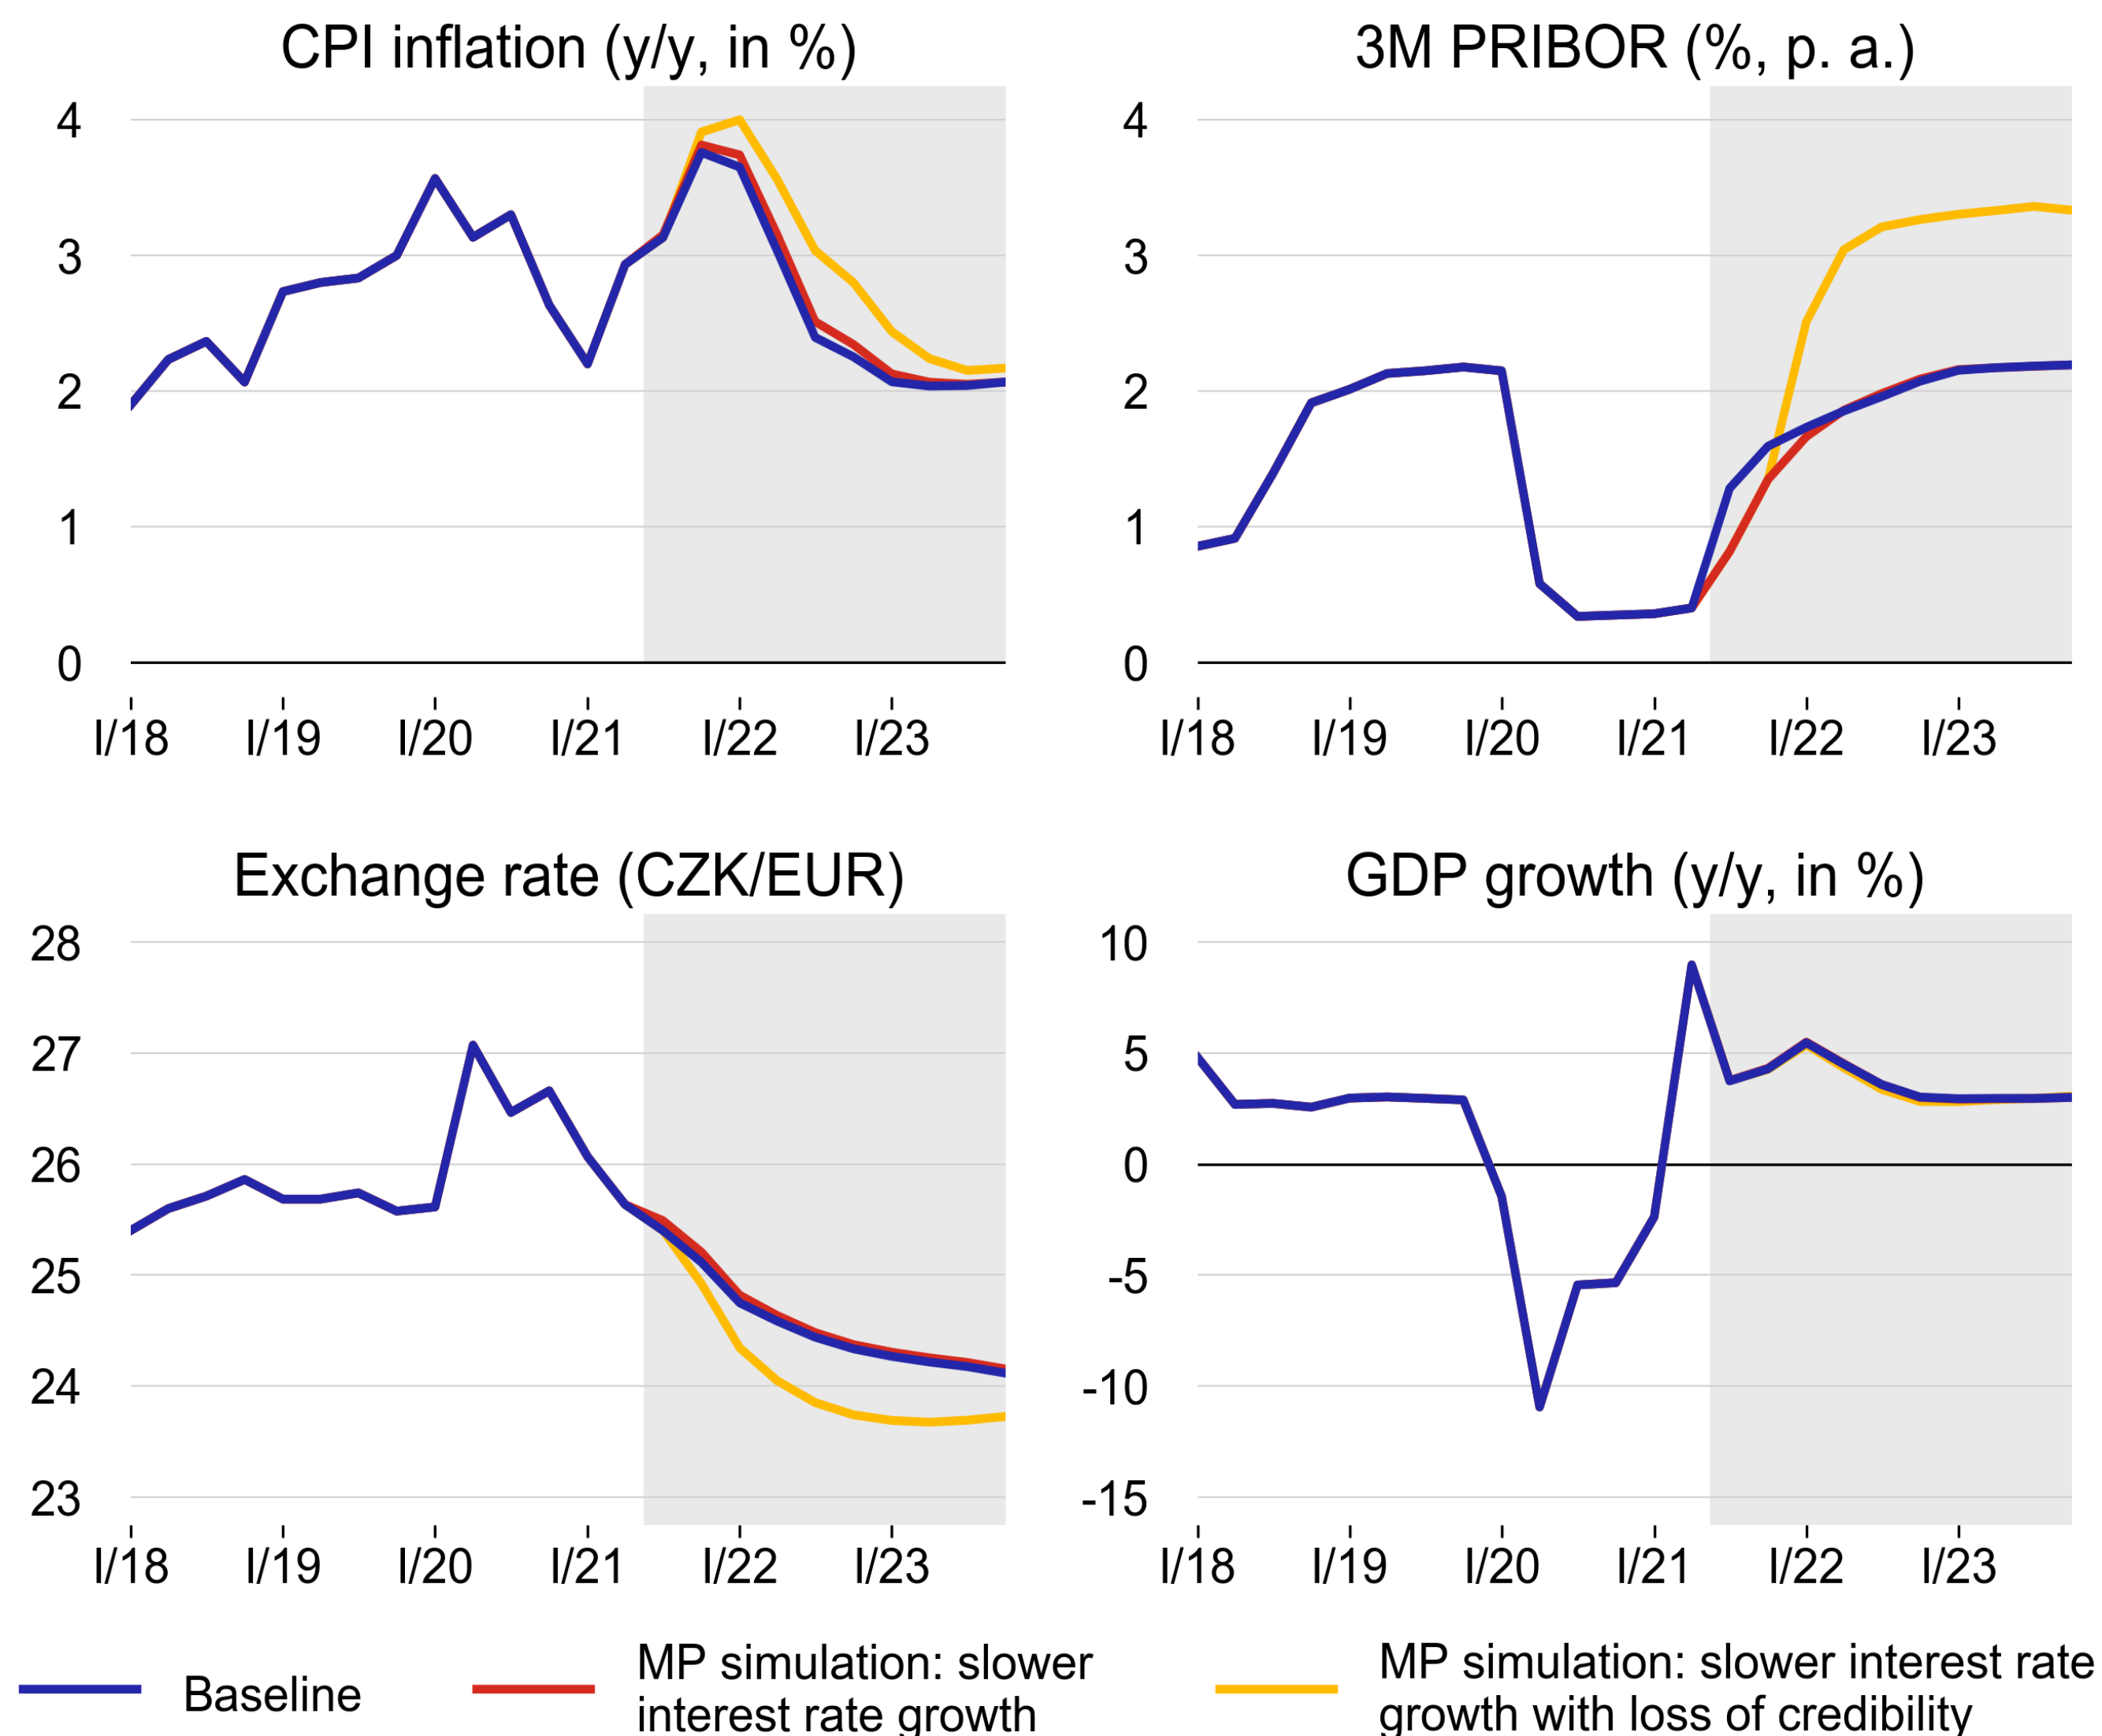 CPI inflation (y/y, in %)
4
3
2
1
0
I/18 I/19 I/20 I/21 I/22 I/23
3M PRIBOR (%, p. a.)
4
3
2
1
0
I/18 I/19 I/20 I/21 I/22 I/23
Exchange rate (CZK/EUR)
28
27
26
25
24
23
I/18 I/19 I/20 I/21 I/22 I/23
GDP growth (y/y, in %)
10
5
0
-5
-10
-15
I/18 I/19 I/20 I/21 I/22 I/23
Baseline
MP simulation: slower
interest rate growth
MP simulation: slower interest rate
growth with loss of credibility